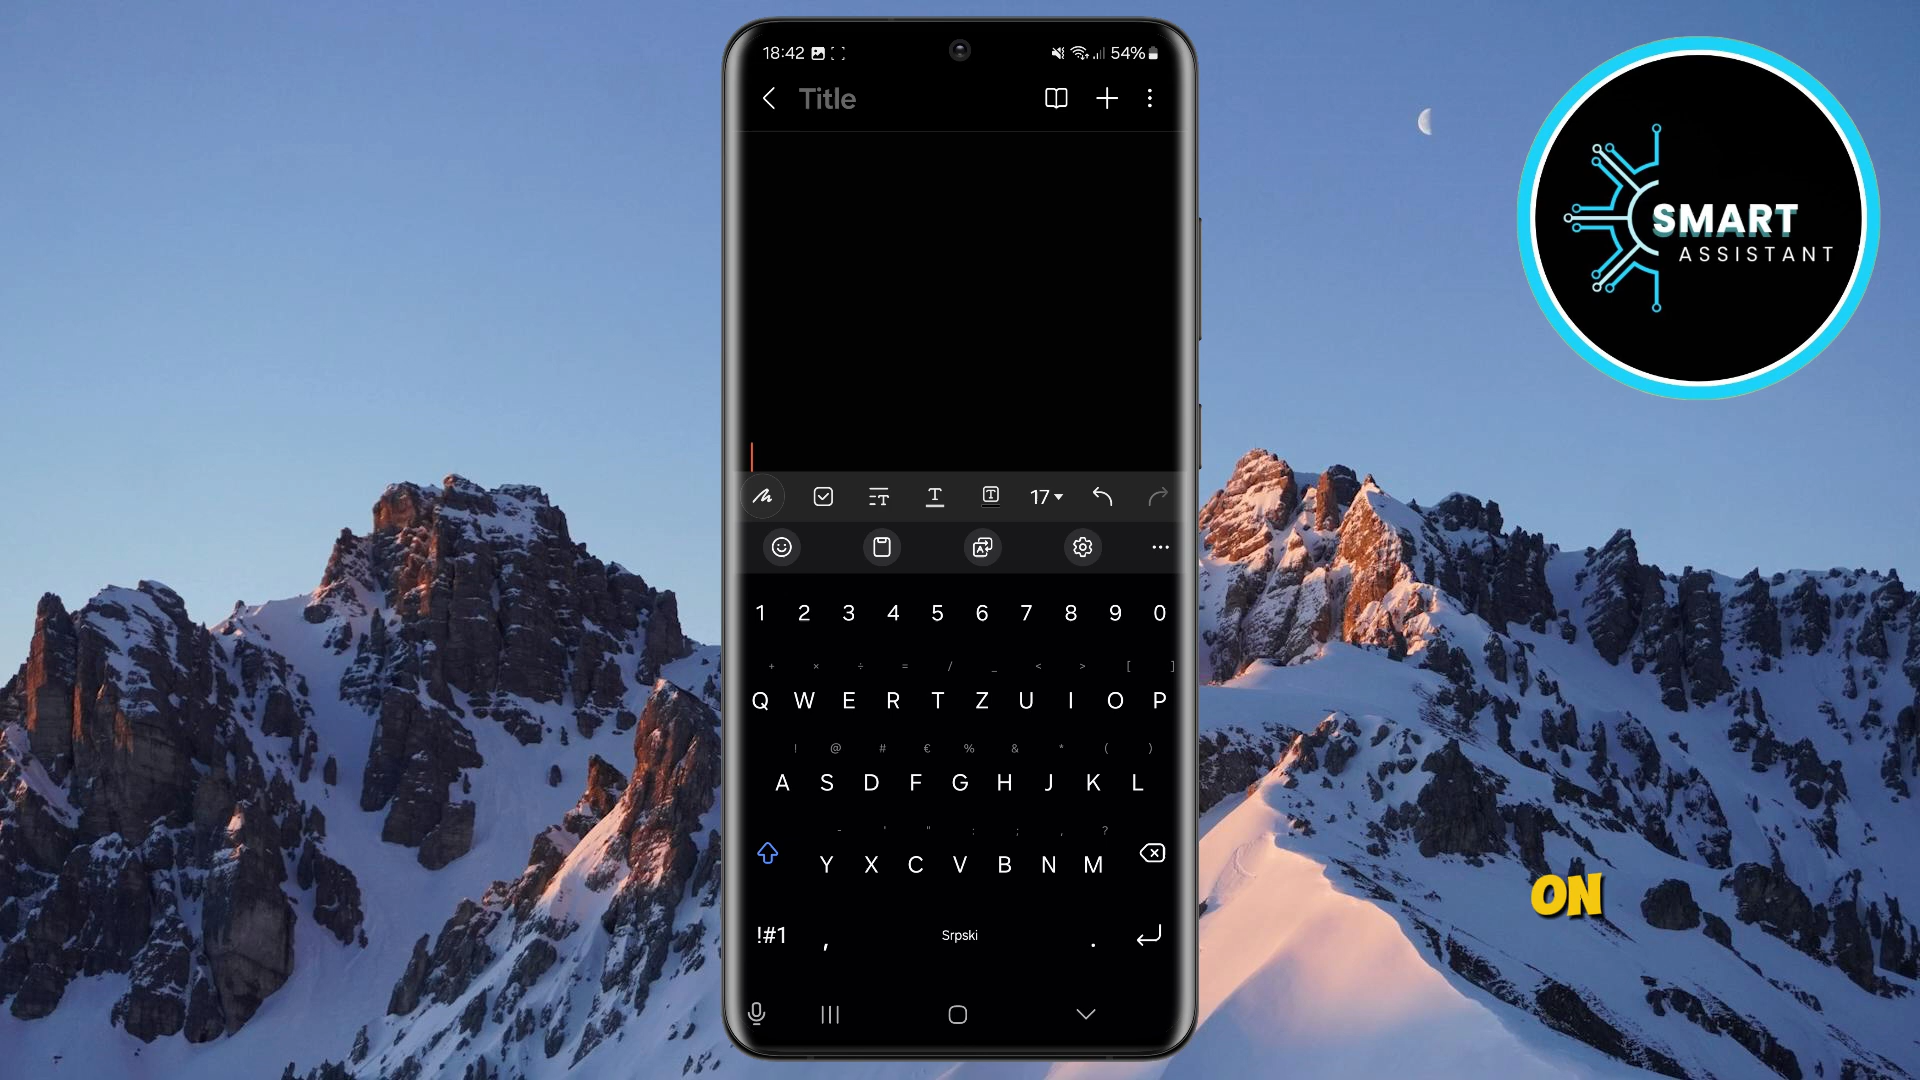 18:42 54%
Title
SMART
ASSISTANT
17
1 2 3 4 5 6 7 8 9 0
+ × ÷ = / _ < > [ ]
Q W E R T Z U I O P
! @ # € % & * ( )
A S D F G H J K L
- ' " : ; , ?
Y X C V B N M
ON
!#1 , Srpski .